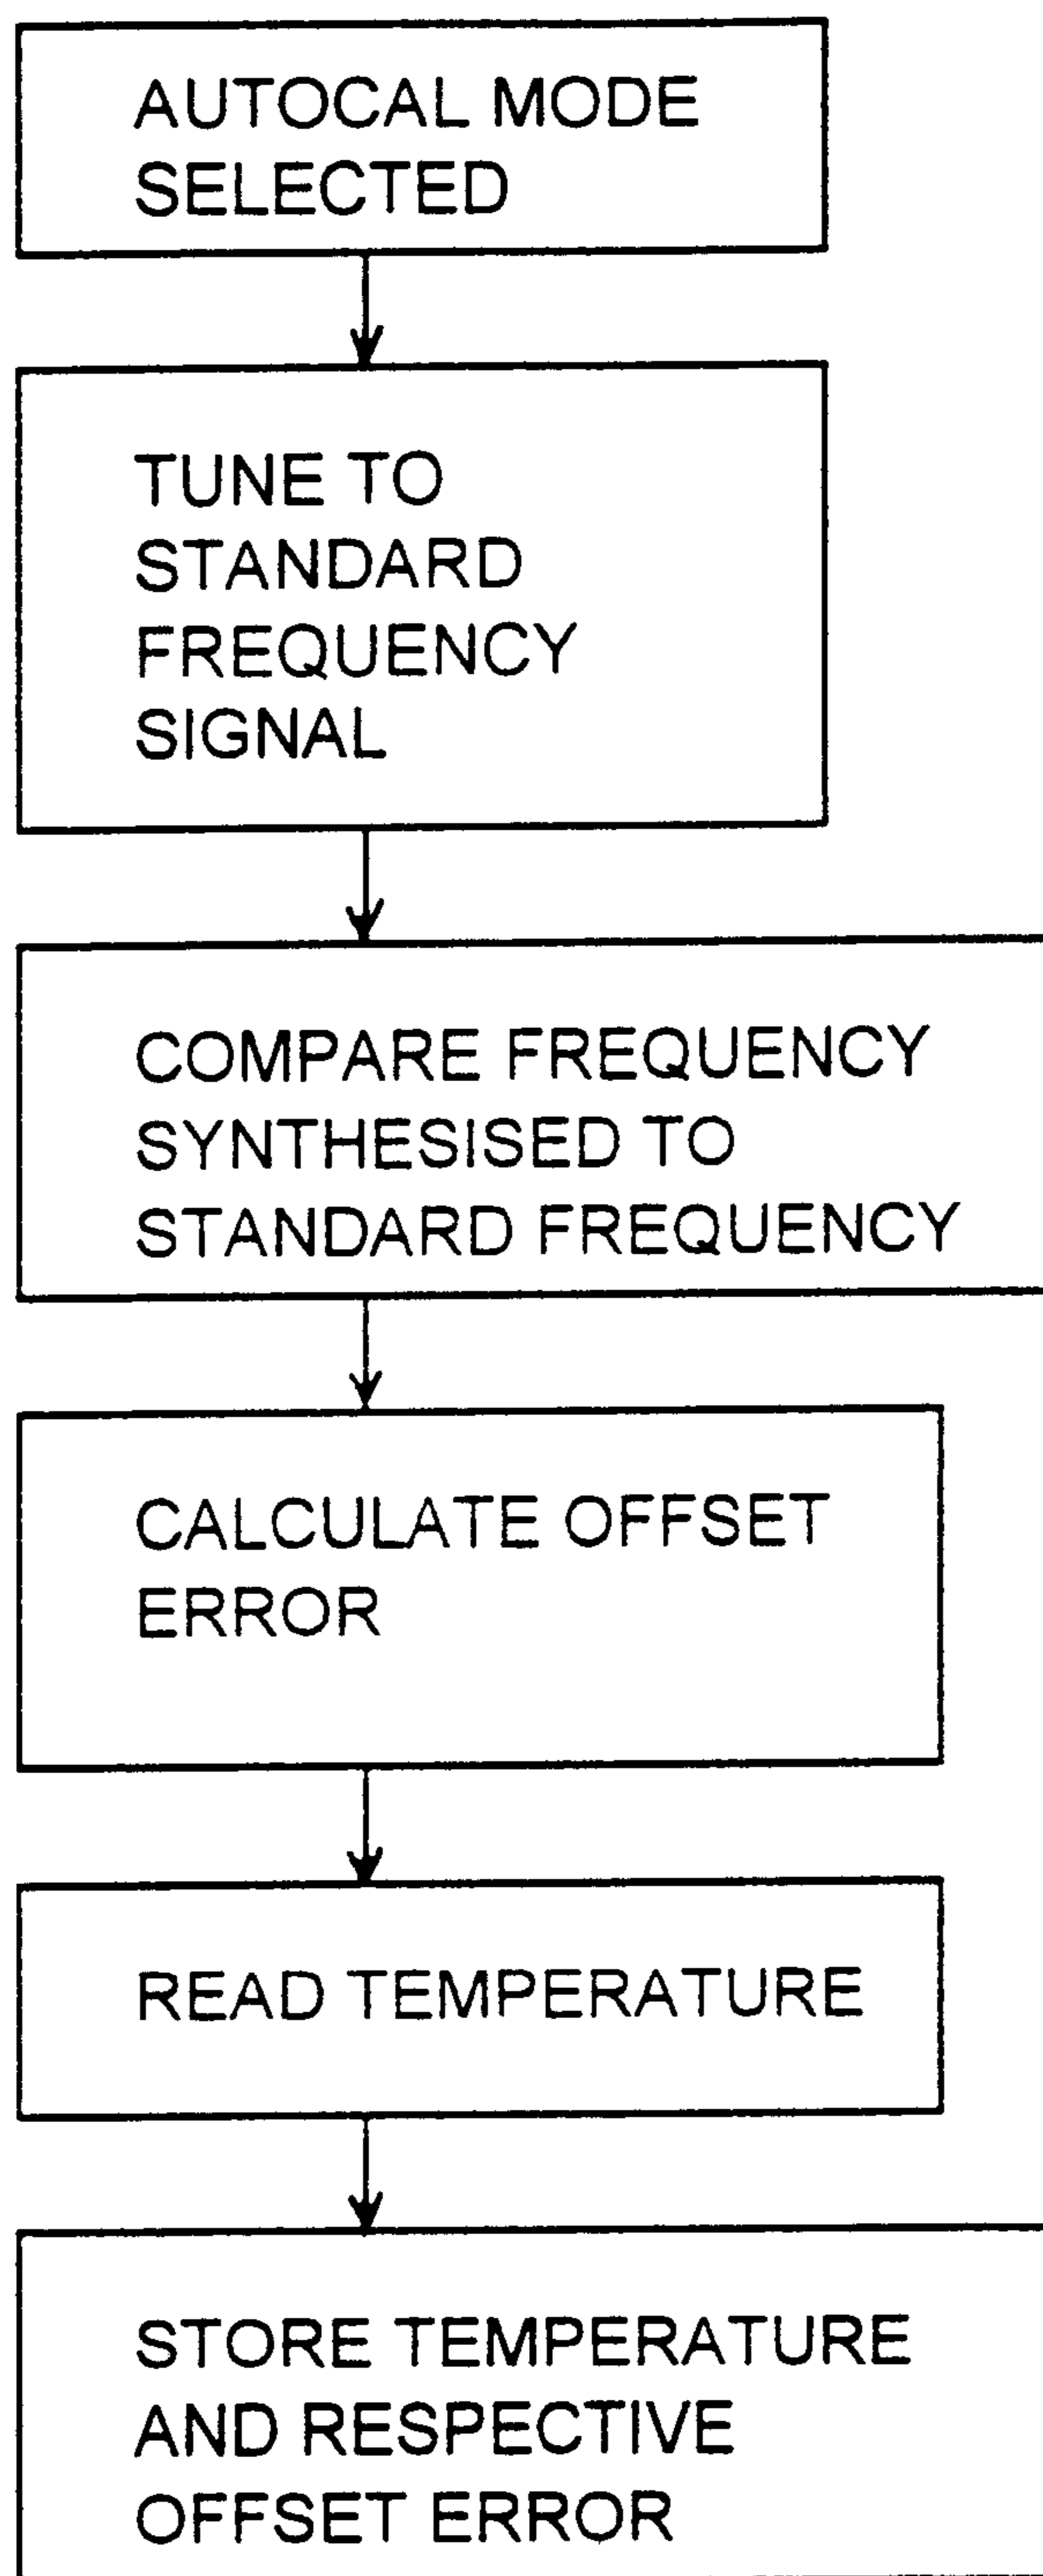 AUTOCAL MODE
SELECTED
TUNE TO
STANDARD
FREQUENCY
SIGNAL
COMPARE FREQUENCY
SYNTHESISED TO
STANDARD FREQUENCY
CALCULATE OFFSET
ERROR
READ TEMPERATURE
STORE TEMPERATURE
AND RESPECTIVE
OFFSET ERROR